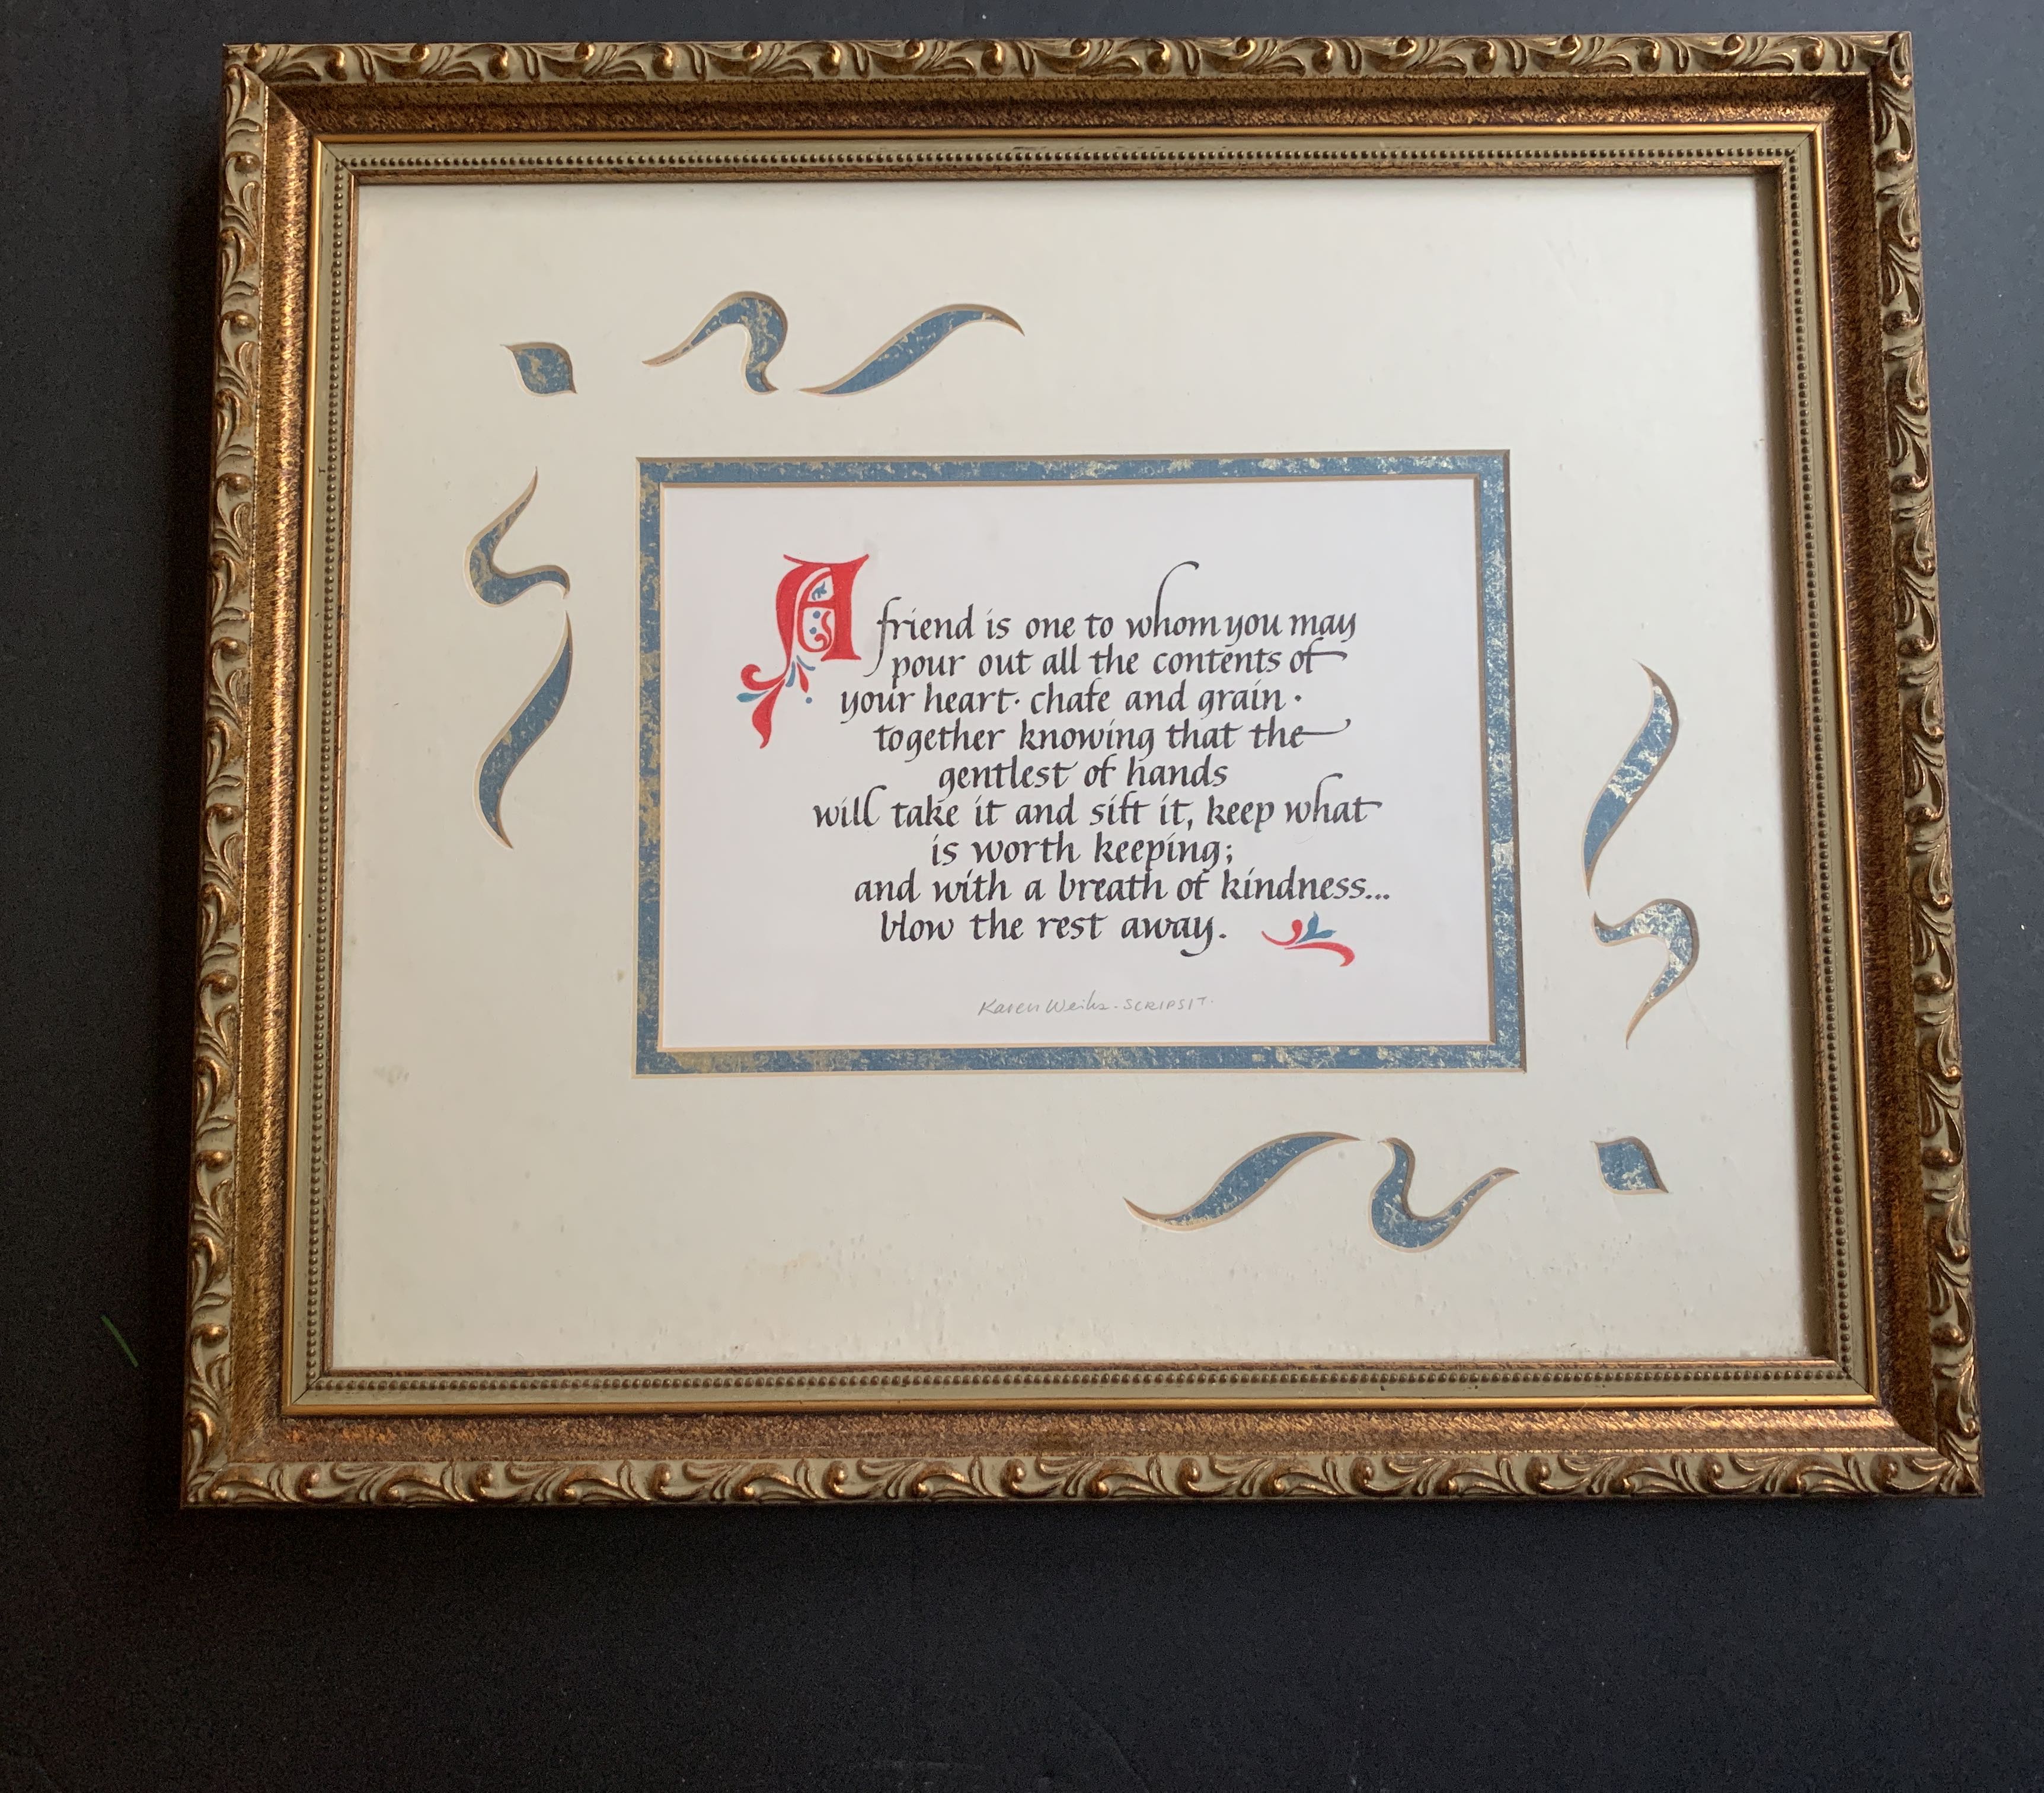 A friend is one to whom you may
pour out all the contents of
your heart· chafe and grain·
together knowing that the
gentlest of hands
will take it and sift it, keep what
is worth keeping;
and with a breath of kindness...
blow the rest away.
Karen Weihs - SCRIPSIT.